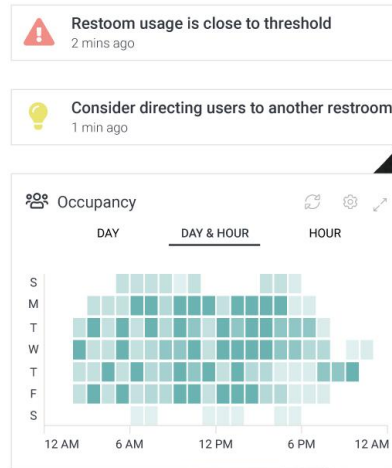 Restoom usage is close to threshold
2 mins ago
Consider directing users to another restroom
1 min ago
Occupancy
DAY DAY & HOUR HOUR
S
M
T
W
T
F
S
12 AM 6 AM 12 PM 6 PM 12 AM